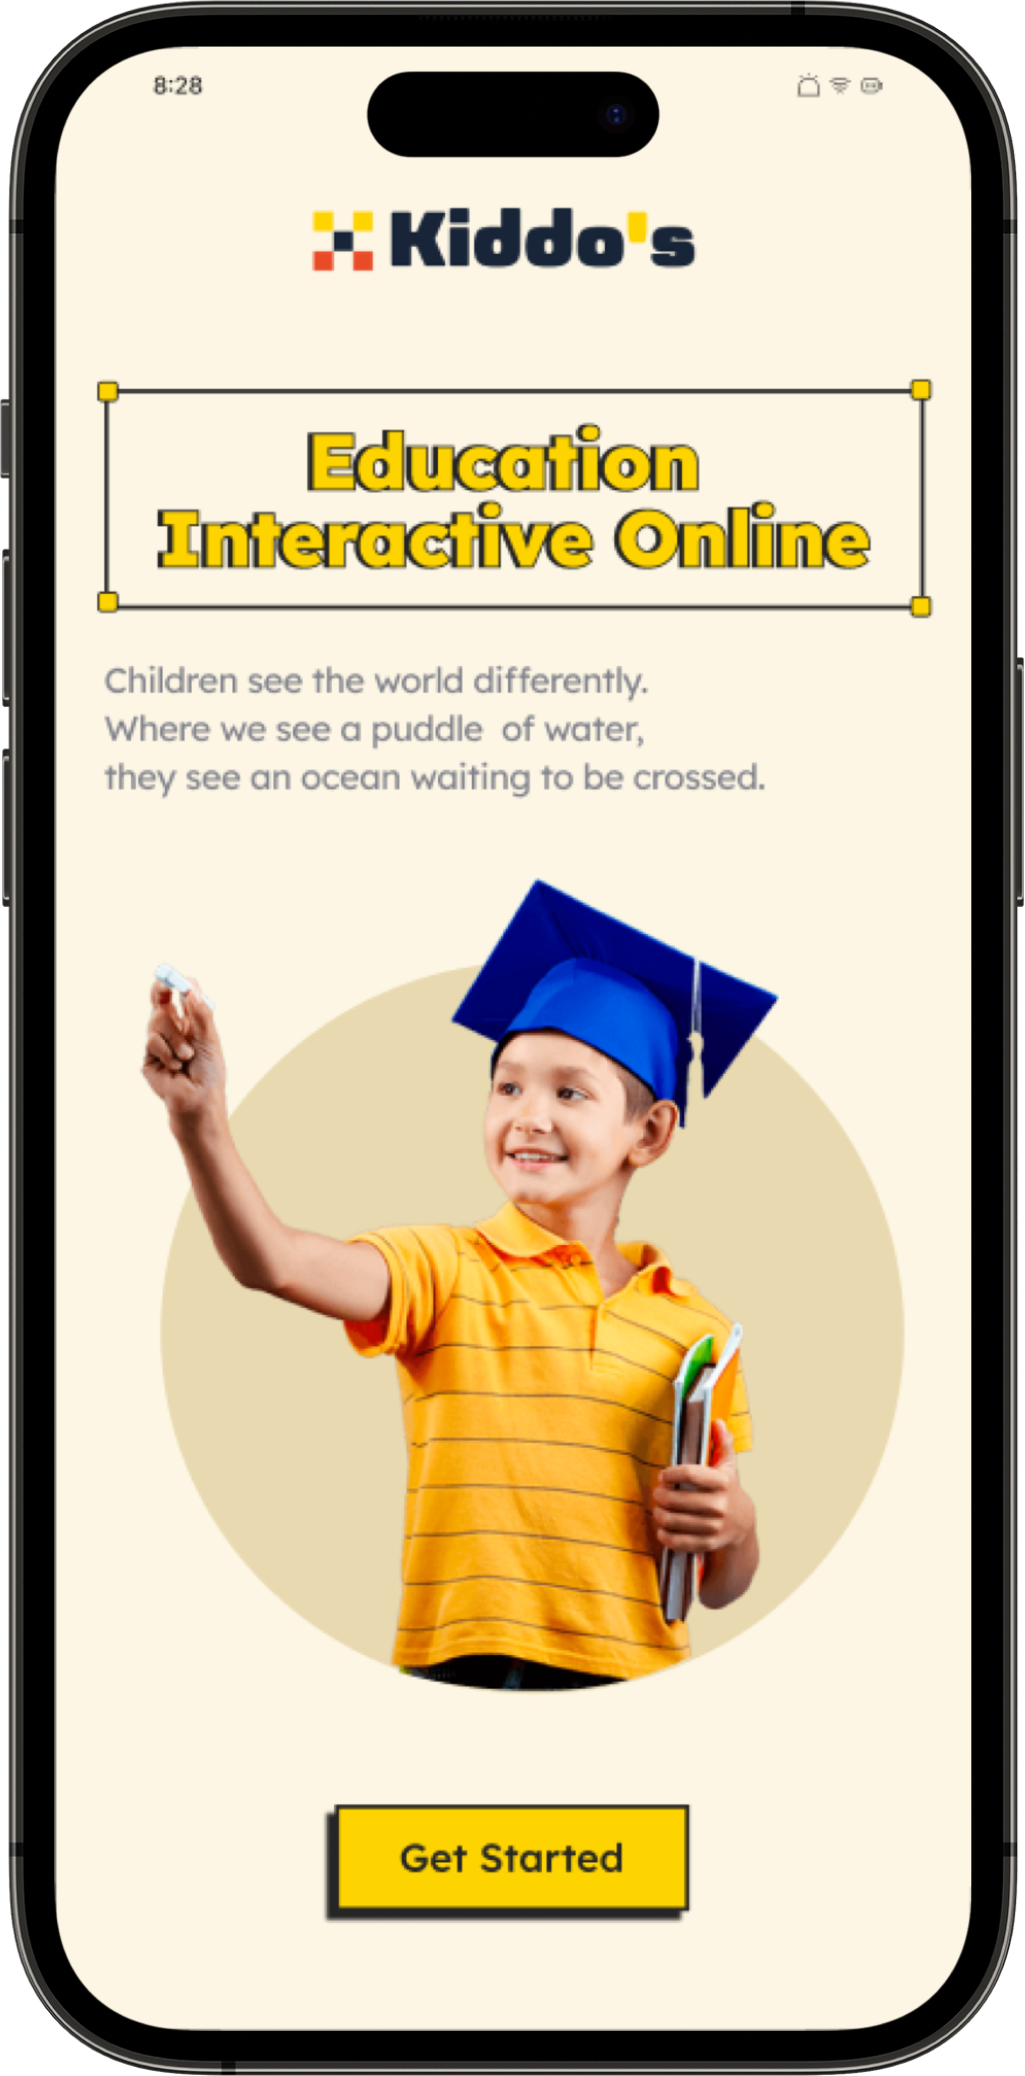 8:28
Kiddo's
Education
Interactive Online
Children see the world differently.
Where we see a puddle  of water,
they see an ocean waiting to be crossed.
Get Started